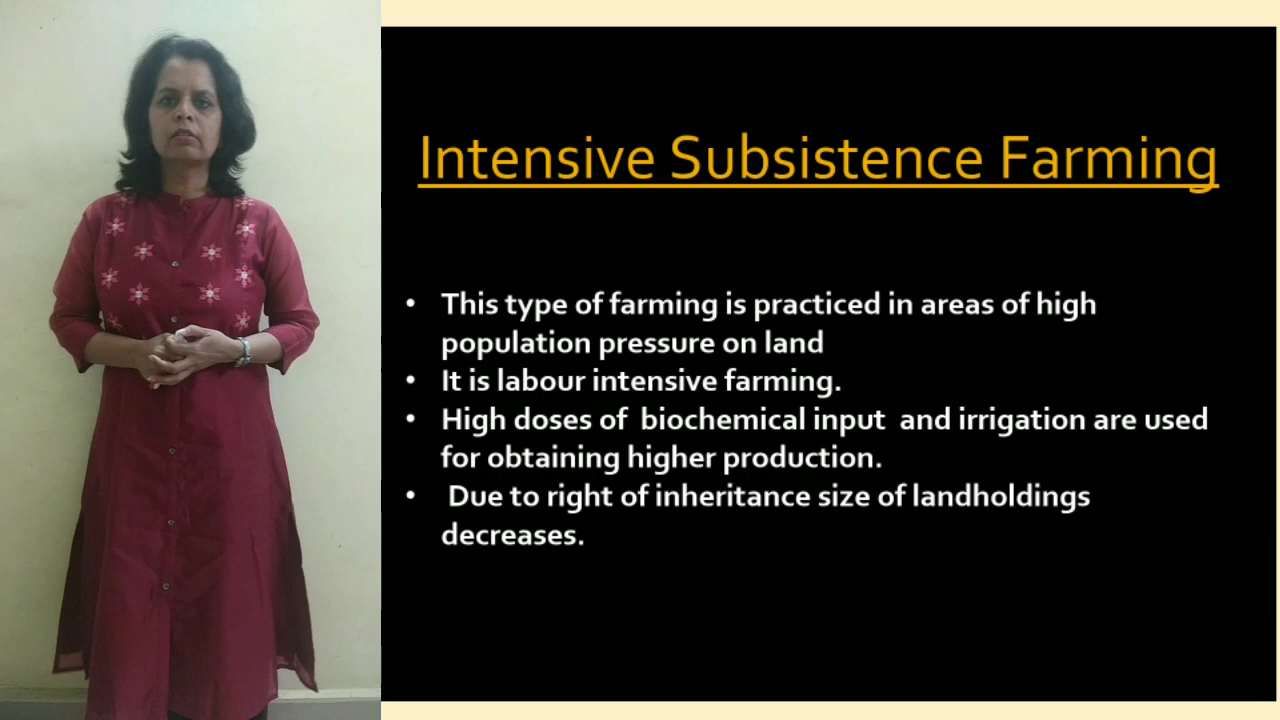 Intensive Subsistence Farming
• This type of farming is practiced in areas of high
population pressure on land
• It is labour intensive farming.
• High doses of biochemical input and irrigation are used
for obtaining higher production.
• Due to right of inheritance size of landholdings
decreases.